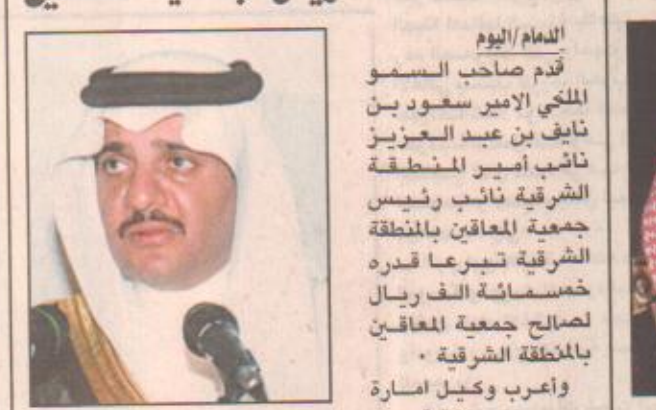 الدمام/اليوم
قدم صاحب السمو
الملكي الامير سعود بن
نايف بن عبد العزيز
نائب أمير المنطقة
الشرقية نائب رئيس
جمعية المعاقين بالمنطقة
الشرقية تبرعا قدره
خمسمائة الف ريال
لصالح جمعية المعاقين
بالمنطقة الشرقية .
وأعرب وكيل امارة